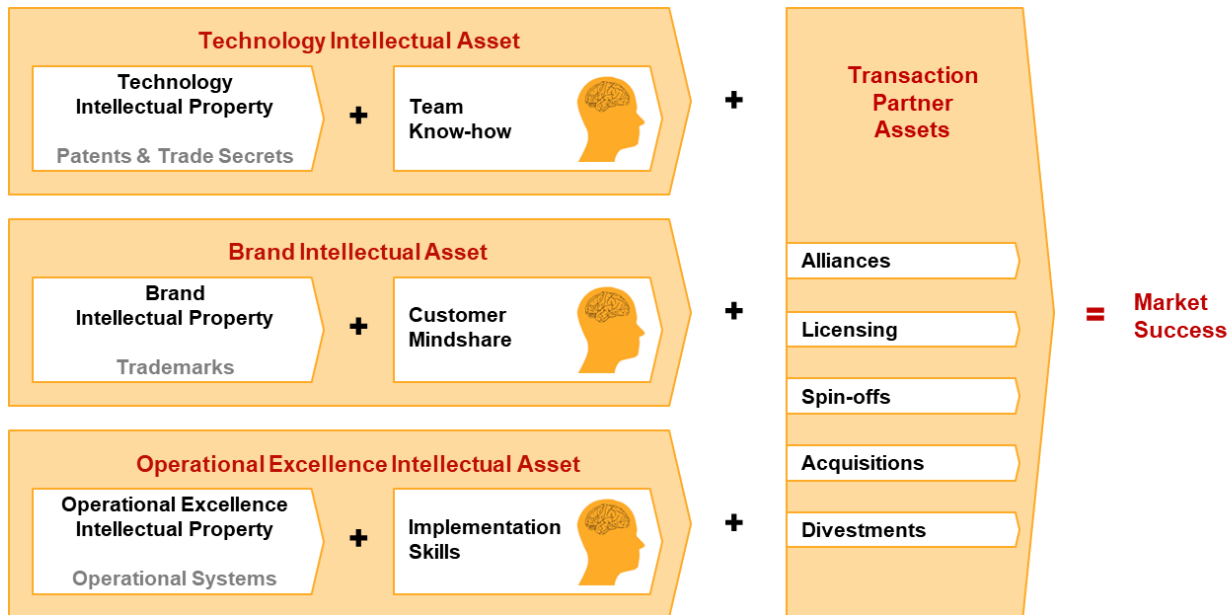 Technology Intellectual Asset
Technology
Intellectual Property
Patents & Trade Secrets
+
Team
Know-how
+
Brand Intellectual Asset
Brand
Intellectual Property
Trademarks
+
Customer
Mindshare
+
Operational Excellence Intellectual Asset
Operational Excellence
Intellectual Property
Operational Systems
+
Implementation
Skills
+
Transaction
Partner
Assets
Alliances
Licensing
Spin-offs
Acquisitions
Divestments
=
Market
Success